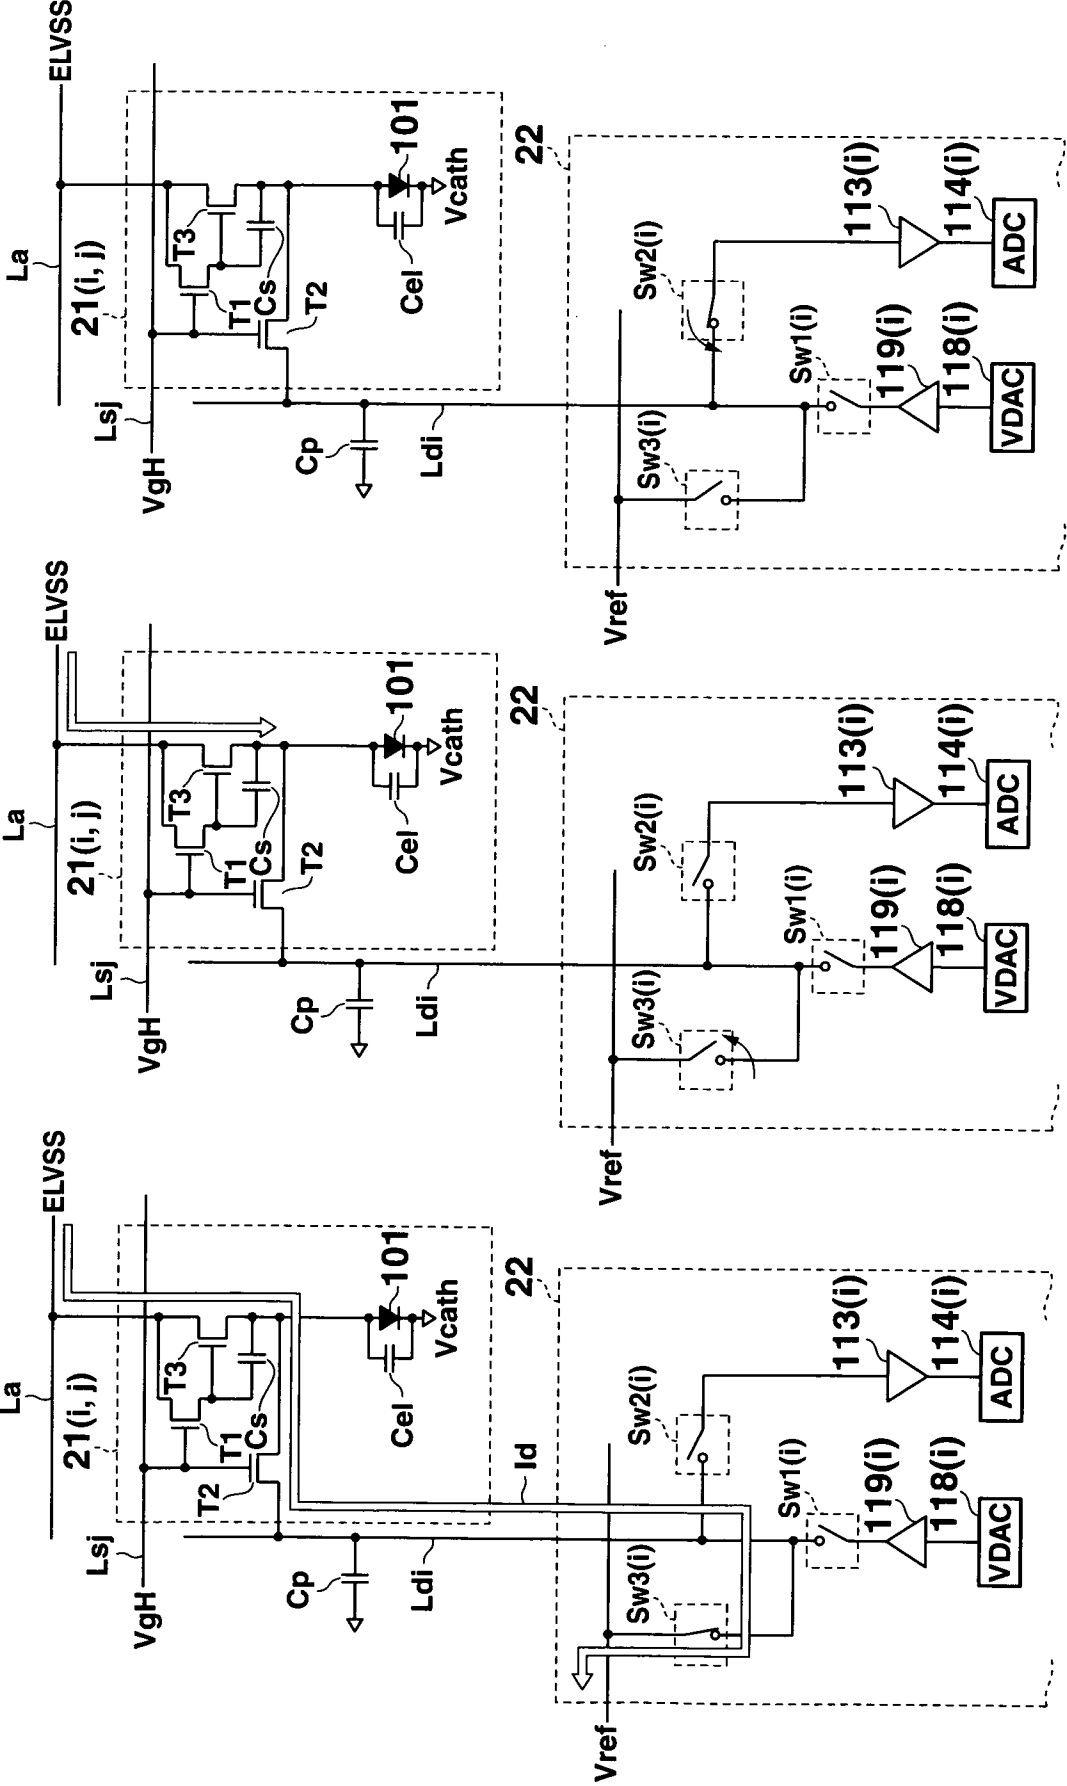 La
ELVSS
21(i, j)
Lsj
VgH
T3
T1
Cs
T2
101
Cel
Vcath
Cp
Ldi
22
Sw2(i)
Sw3(i)
Sw1(i)
Vref
113(i)
114(i)
ADC
119(i)
118(i)
VDAC
La
ELVSS
21(i, j)
Lsj
VgH
T3
T1
Cs
T2
101
Cel
Vcath
Cp
Ldi
22
Sw2(i)
Sw3(i)
Sw1(i)
Vref
113(i)
114(i)
ADC
119(i)
118(i)
VDAC
La
ELVSS
21(i, j)
Lsj
VgH
T3
T1
Cs
T2
101
Cel
Vcath
Cp
Ldi
Id
22
Sw2(i)
Sw3(i)
Sw1(i)
Vref
113(i)
114(i)
ADC
119(i)
118(i)
VDAC